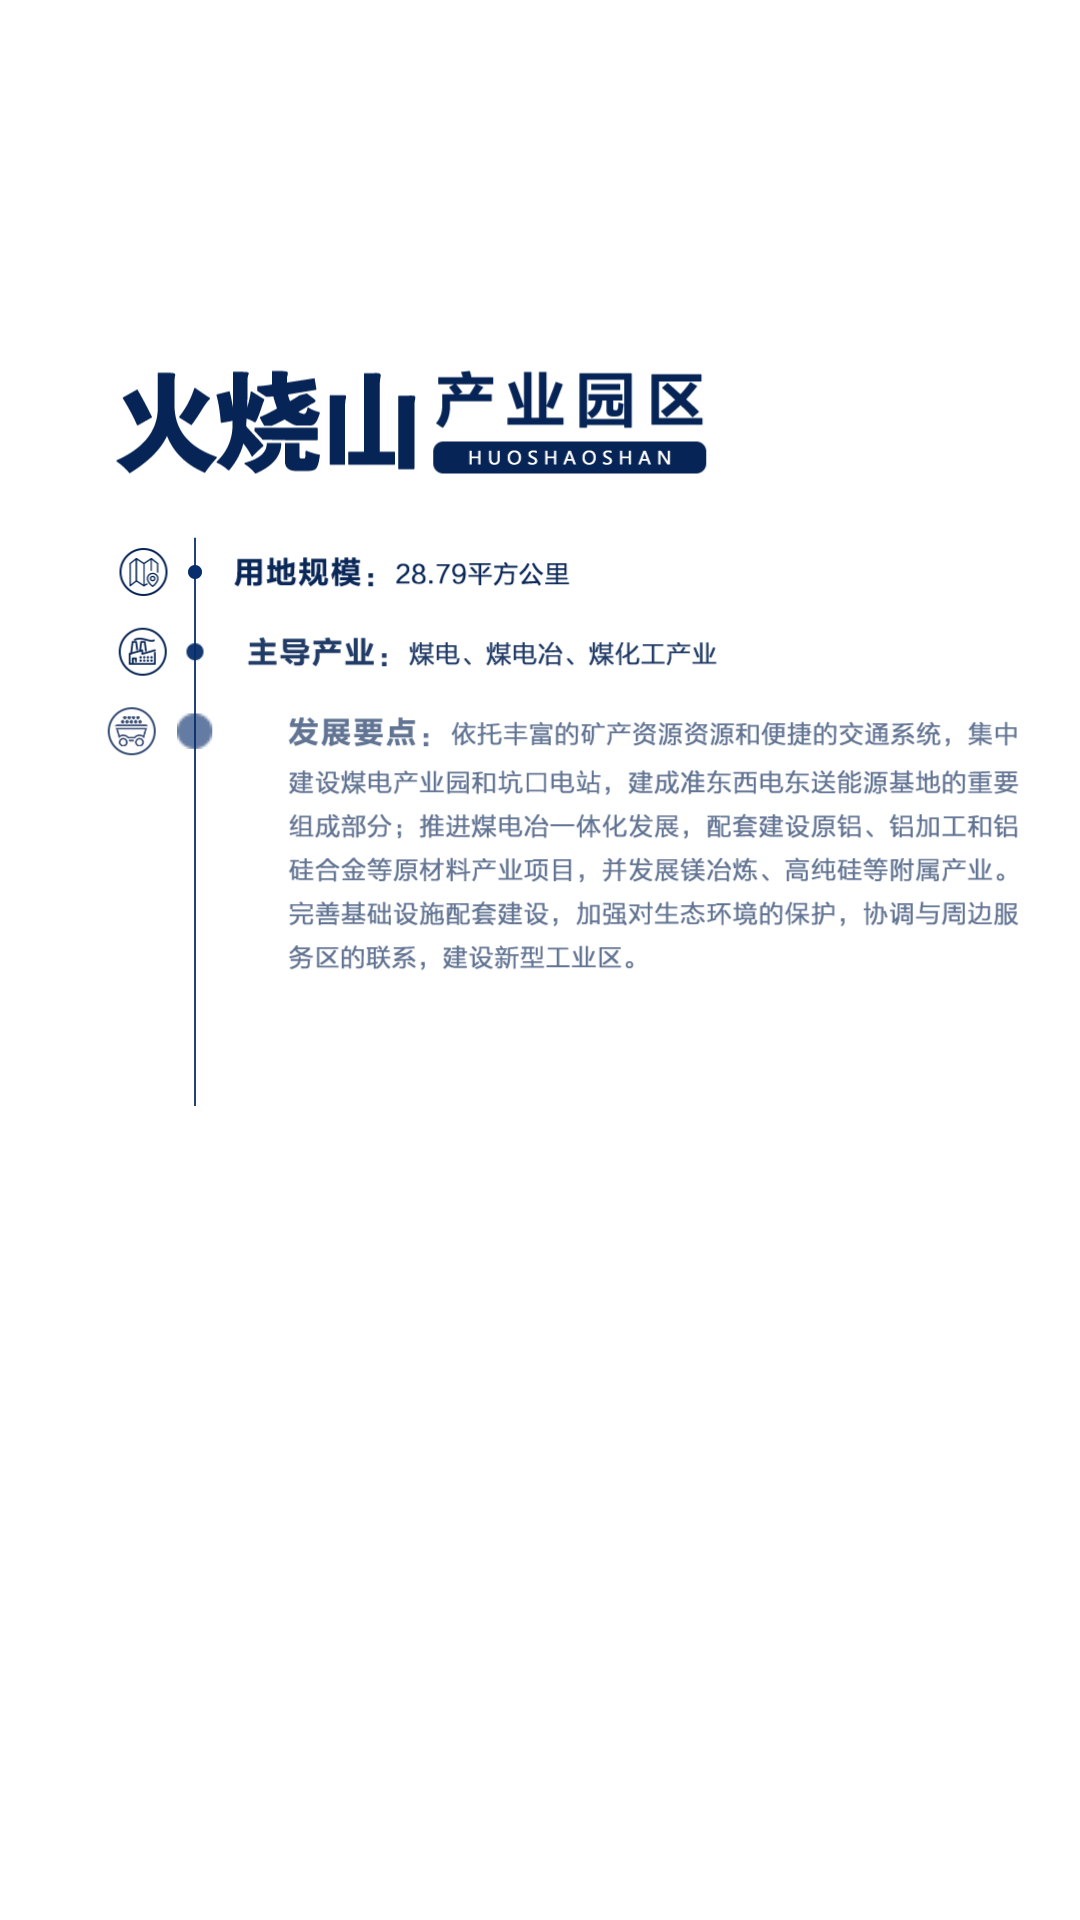 火烧山 产业园区
HUOSHAOSHAN
用地规模：28.79平方公里
主导产业：煤电、煤电冶、煤化工产业
发展要点：依托丰富的矿产资源资源和便捷的交通系统，集中
建设煤电产业园和坑口电站，建成准东西电东送能源基地的重要
组成部分；推进煤电冶一体化发展，配套建设原铝、铝加工和铝
硅合金等原材料产业项目，并发展镁冶炼、高纯硅等附属产业。
完善基础设施配套建设，加强对生态环境的保护，协调与周边服
务区的联系，建设新型工业区。